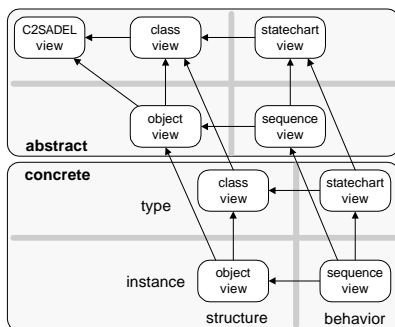 C2SADEL
view
class
view
statechart
view
object
view
sequence
view
abstract
concrete
class
view
statechart
view
type
object
view
sequence
view
instance
structure
behavior